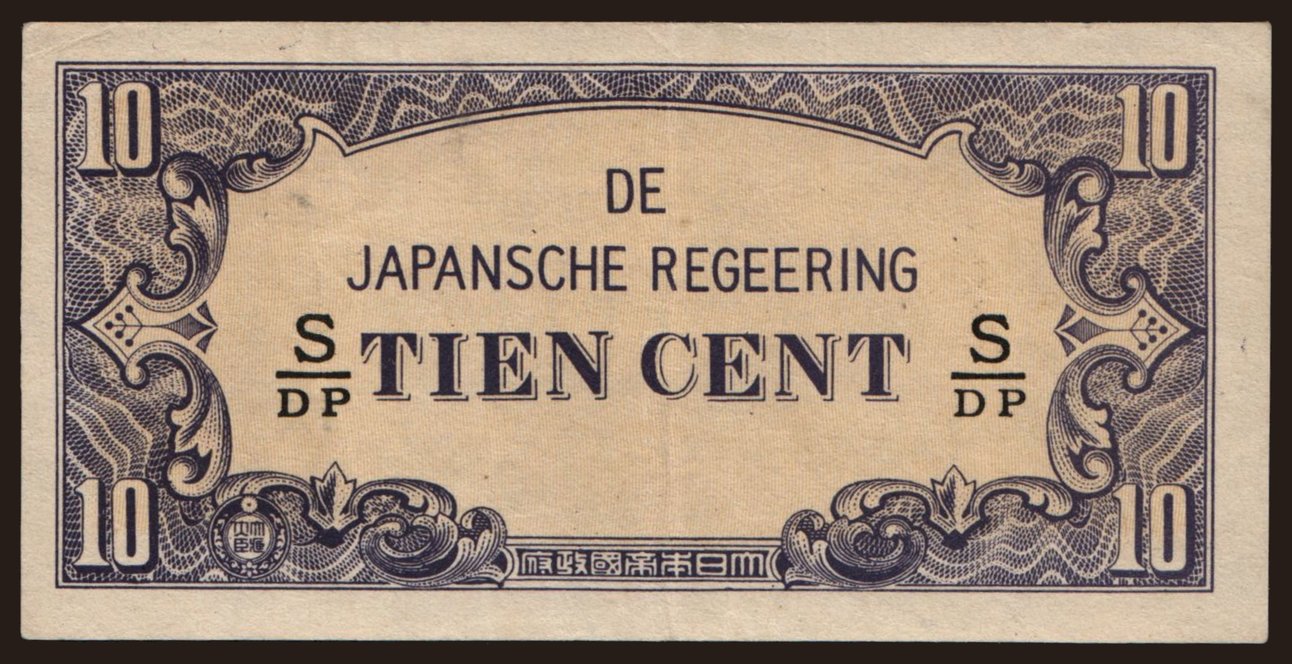 10 10
DE
JAPANSCHE REGEERING
S/DP TIEN CENT S/DP
10 10
府政國帝本日大